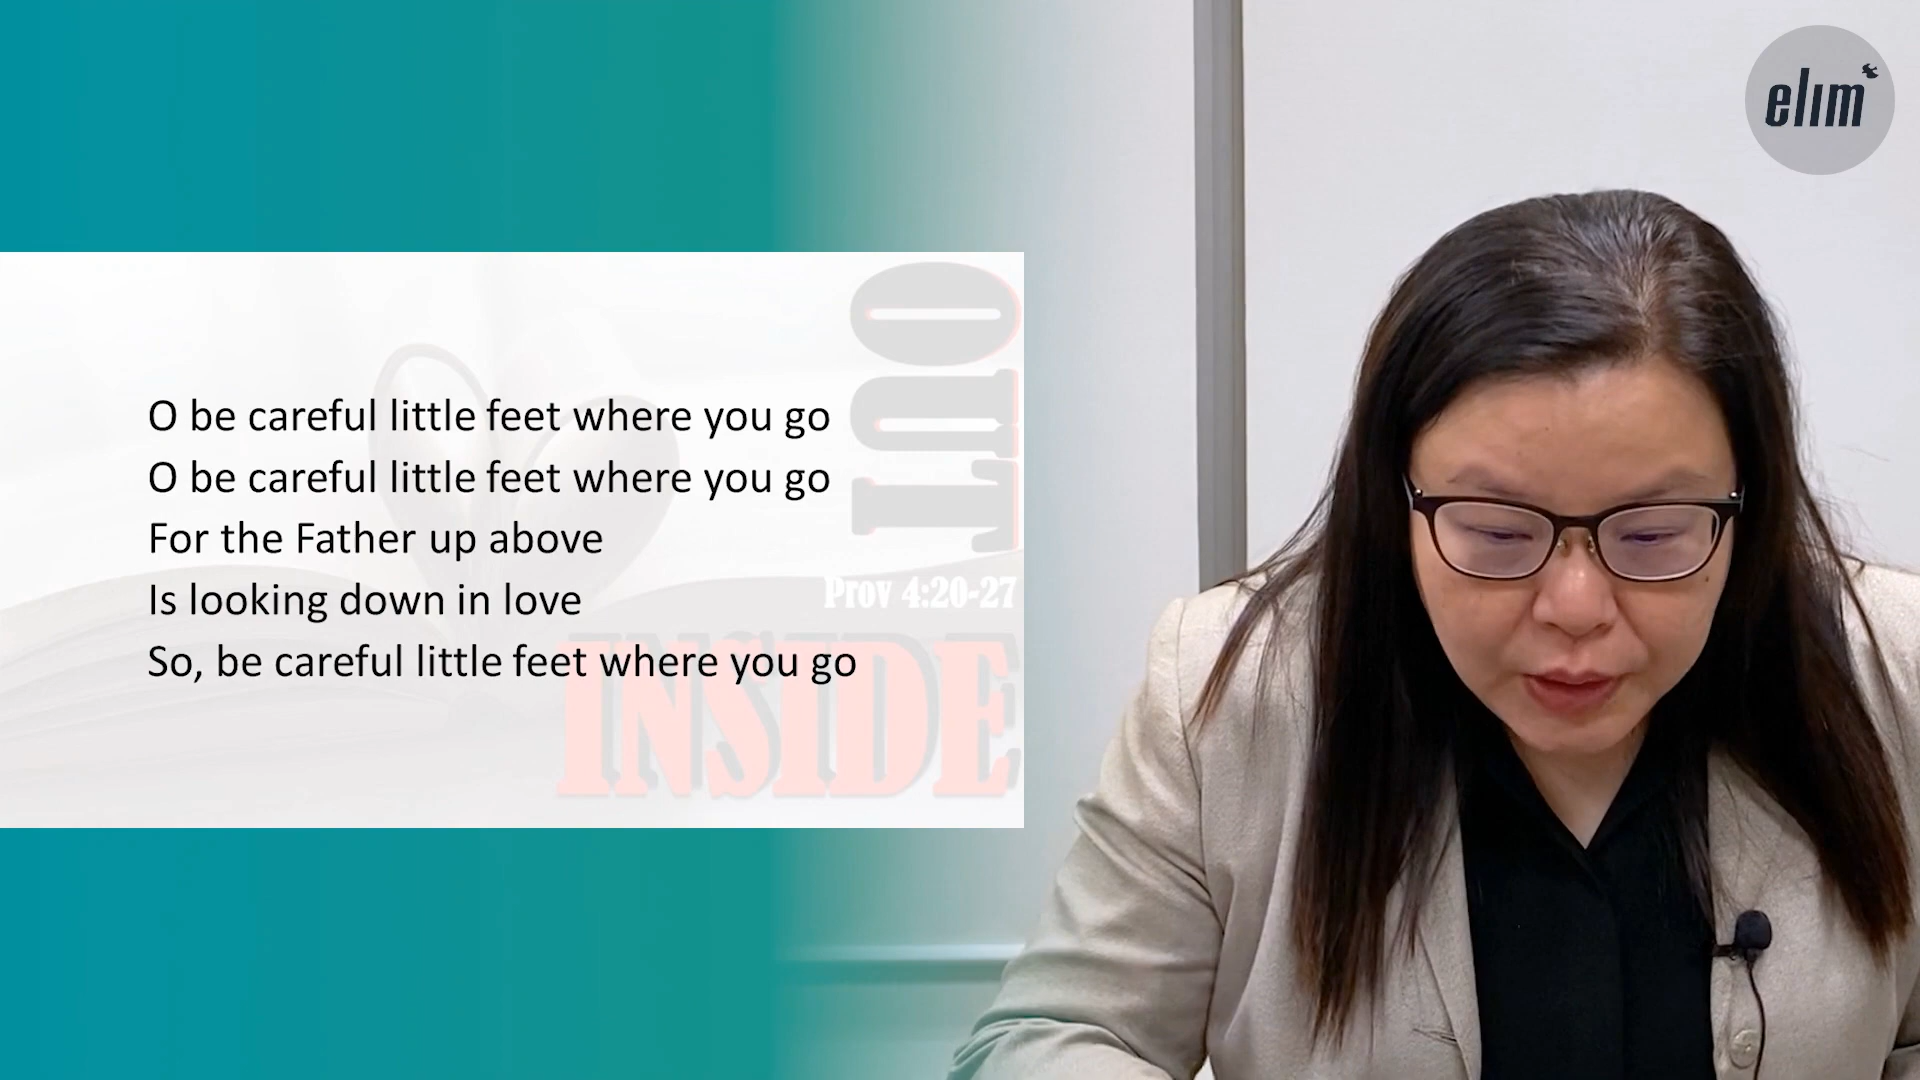 O be careful little feet where you go
O be careful little feet where you go
For the Father up above
Is looking down in love
So, be careful little feet where you go
INSIDE
OUT
Prov 4:20-27
elim